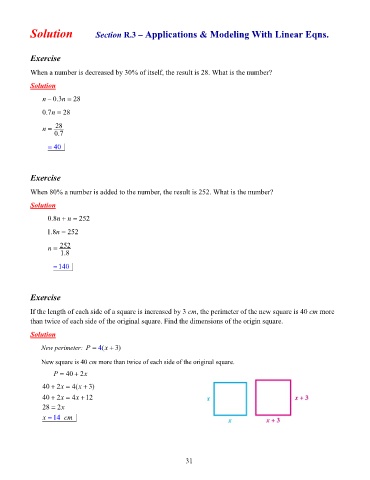 Solution Section R.3 – Applications & Modeling With Linear Eqns.
Exercise
When a number is decreased by 30% of itself, the result is 28. What is the number?
Solution
n − 0.3n = 28
0.7n = 28
n = 28/0.7
= 40
Exercise
When 80% a number is added to the number, the result is 252. What is the number?
Solution
0.8n + n = 252
1.8n = 252
n = 252/1.8
= 140
Exercise
If the length of each side of a square is increased by 3 cm, the perimeter of the new square is 40 cm more
than twice of each side of the original square. Find the dimensions of the origin square.
Solution
New perimeter: P = 4(x + 3)
New square is 40 cm more than twice of each side of the original square.
P = 40 + 2x
40 + 2x = 4(x + 3)
40 + 2x = 4x + 12
28 = 2x
x = 14 cm
x x + 3
x x + 3
31